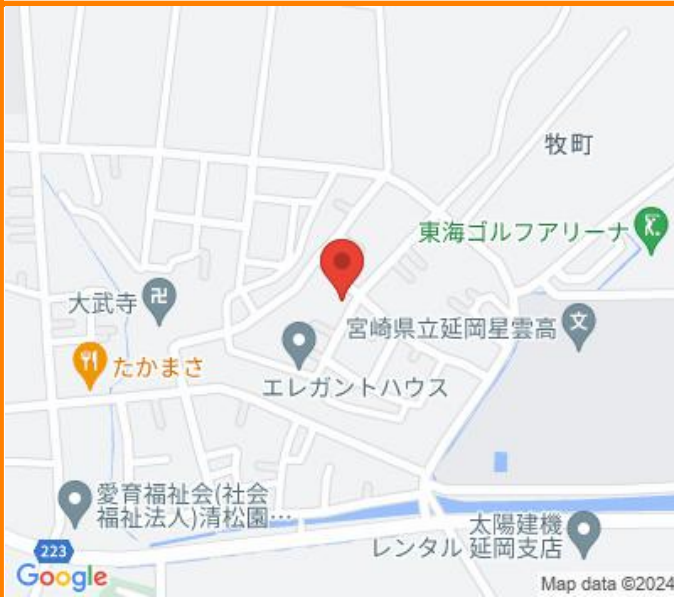 牧町
東海ゴルフアリーナ
大武寺
宮崎県立延岡星雲高
たかまさ
エレガントハウス
愛育福祉会(社会
福祉法人)清松園…
太陽建機
レンタル 延岡支店
223
Google
Map data ©2024